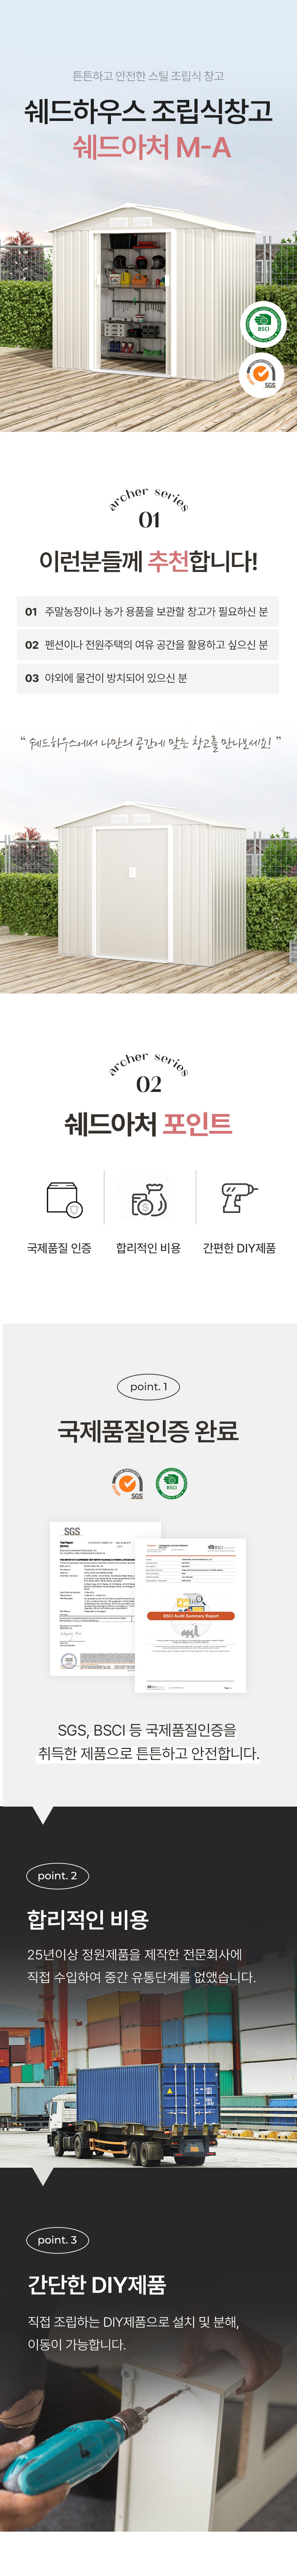 튼튼하고 안전한 스틸 조립식 창고
쉐드하우스 조립식창고
쉐드아처 M-A
BSCI
SGS
archer series
01
이런분들께 추천합니다!
01 주말농장이나 농가 용품을 보관할 창고가 필요하신 분
02 펜션이나 전원주택의 여유 공간을 활용하고 싶으신 분
03 야외에 물건이 방치되어 있으신 분
“ 쉐드하우스에서 나만의 공간에 맞는 창고를 만나보세요! ”
archer series
02
쉐드아처 포인트
국제품질 인증
합리적인 비용
간편한 DIY제품
point. 1
국제품질인증 완료
SGS
BSCI
SGS
Test Report
BSCI
BSCI Audit Summary Report
SGS, BSCI 등 국제품질인증을
취득한 제품으로 튼튼하고 안전합니다.
point. 2
합리적인 비용
25년이상 정원제품을 제작한 전문회사에
직접 수입하여 중간 유통단계를 없앴습니다.
point. 3
간단한 DIY제품
직접 조립하는 DIY제품으로 설치 및 분해,
이동이 가능합니다.